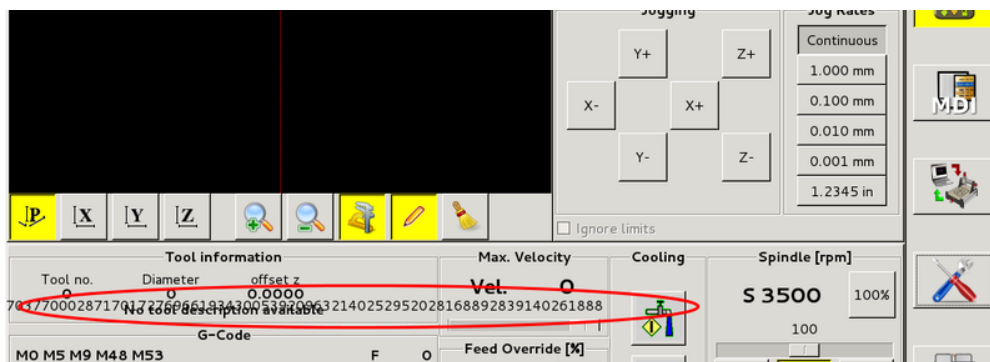 Jogging
Jog Rates
Continuous
Y+
Z+
1.000 mm
X-
X+
0.100 mm
MDI
0.010 mm
Y-
Z-
0.001 mm
1.2345 in
P
X
Y
Z
Ignore limits
Tool information
Max. Velocity
Cooling
Spindle [rpm]
Tool no.
Diameter
offset z
Vel. 0
0
0
0.0000
S 3500
100%
No tool description available
100
G-Code
Feed Override [%]
M0 M5 M9 M48 M53
F 0